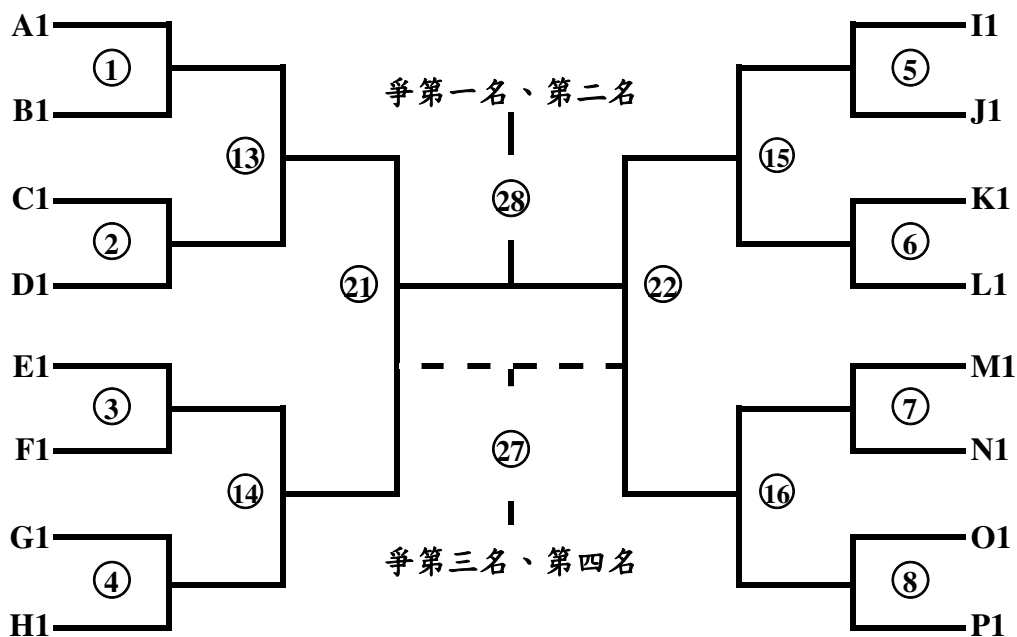 A1
①
B1
⑬
C1
②
D1
㉑
E1
③
F1
⑭
G1
④
H1
爭第一名、第二名
㉘
㉗
爭第三名、第四名
I1
⑤
J1
⑮
K1
⑥
L1
㉒
M1
⑦
N1
⑯
O1
⑧
P1